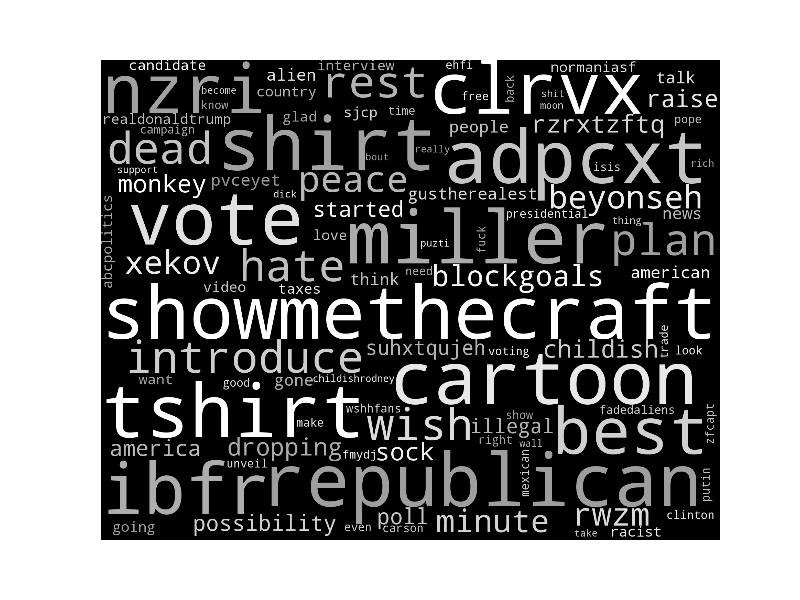 candidate interview ehfi normaniasf
nzri become know alien country rest clrvx free back shit moon talk raise
realdonaldtrump campaign glad sjcp time people rzrxtzftq pope
dead shirt bout really adpcxt isis rich
support monkey pvceyet dick peace gustherealest beyonseh
abcpolitics vote started love miller puzti fuck presidential thing news plan
xekov hate think need blockgoals american
video taxes
showmethecraft
introduce suhxtqujeh voting childish trade look
want good gone childishrodney cartoon
tshirt make wshhfans wish show illegal right wall best fadedaliens zfcapt
america dropping fmydj sock
unveil ibfr republican mexican putin
going possibility even poll carson minute rwzm take racist clinton